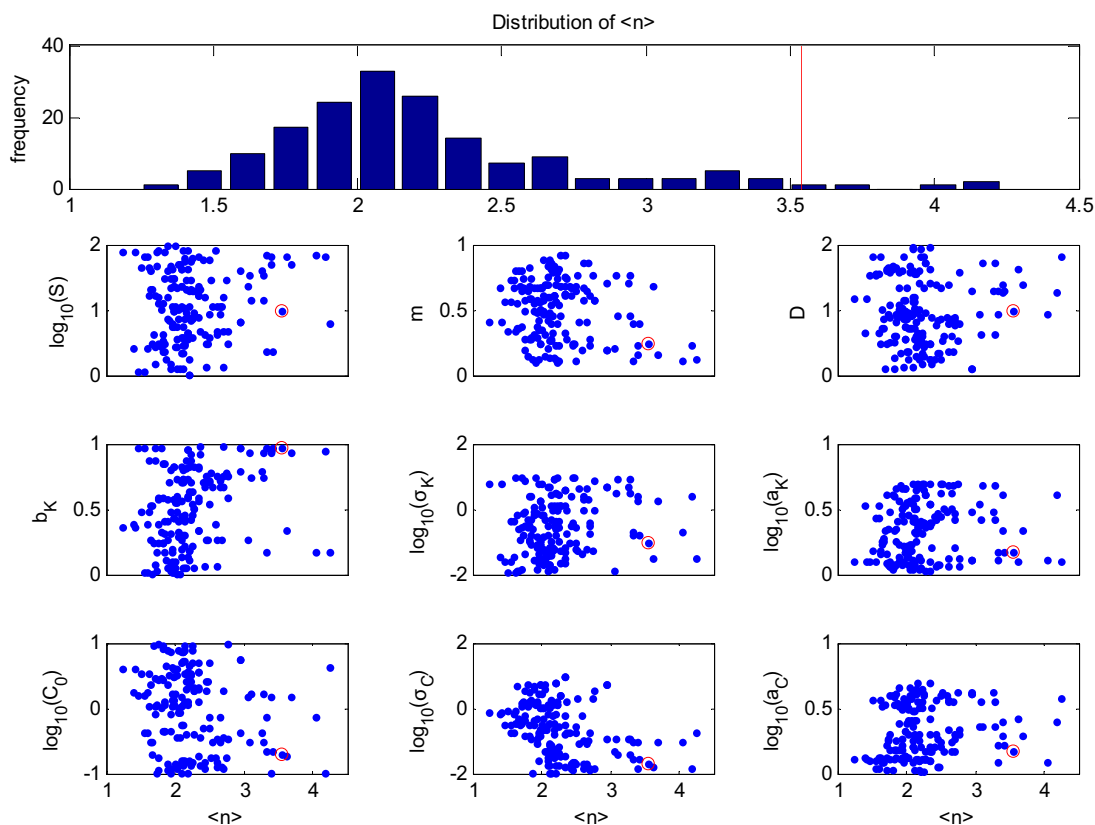 Distribution of <n>
frequency
40
20
0
1 1.5 2 2.5 3 3.5 4 4.5
log10(S)
2
1
0
m
1
0.5
0
D
2
1
0
bK
1
0.5
0
log10(σK)
2
0
-2
log10(aK)
1
0.5
0
log10(C0)
1
0
-1
1 2 3 4
<n>
log10(σC)
2
0
-2
1 2 3 4
<n>
log10(aC)
1
0.5
0
1 2 3 4
<n>